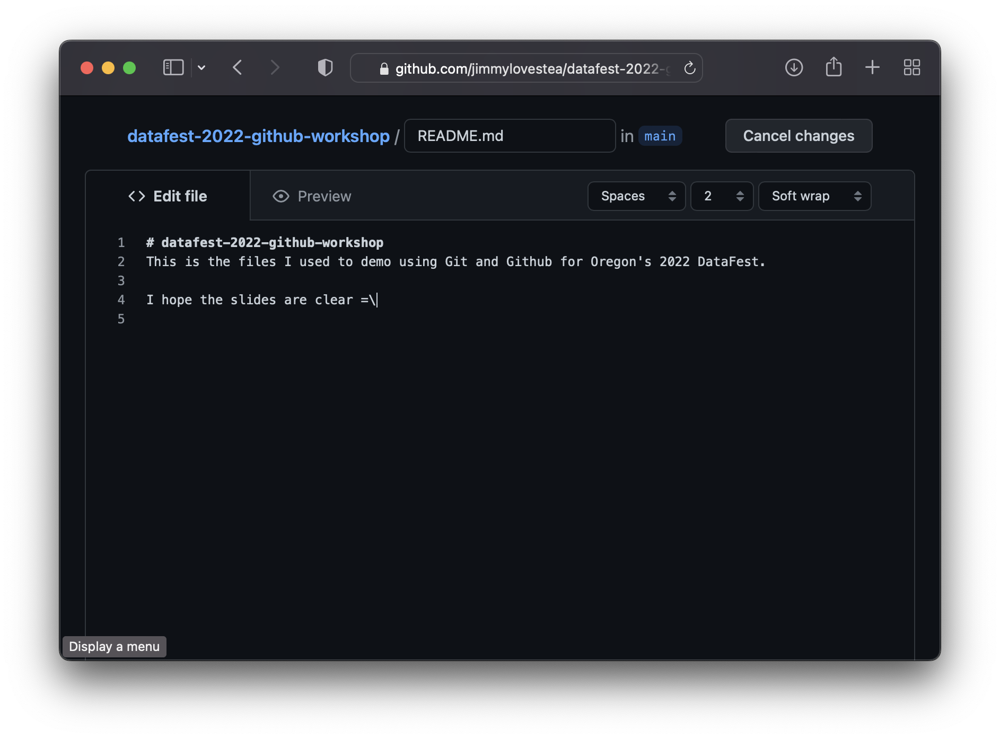 github.com/jimmylovestea/datafest-2022-
datafest-2022-github-workshop / README.md in main Cancel changes
<> Edit file Preview Spaces 2 Soft wrap
1 # datafest-2022-github-workshop
2 This is the files I used to demo using Git and Github for Oregon's 2022 DataFest.
3
4 I hope the slides are clear =\
5
Display a menu